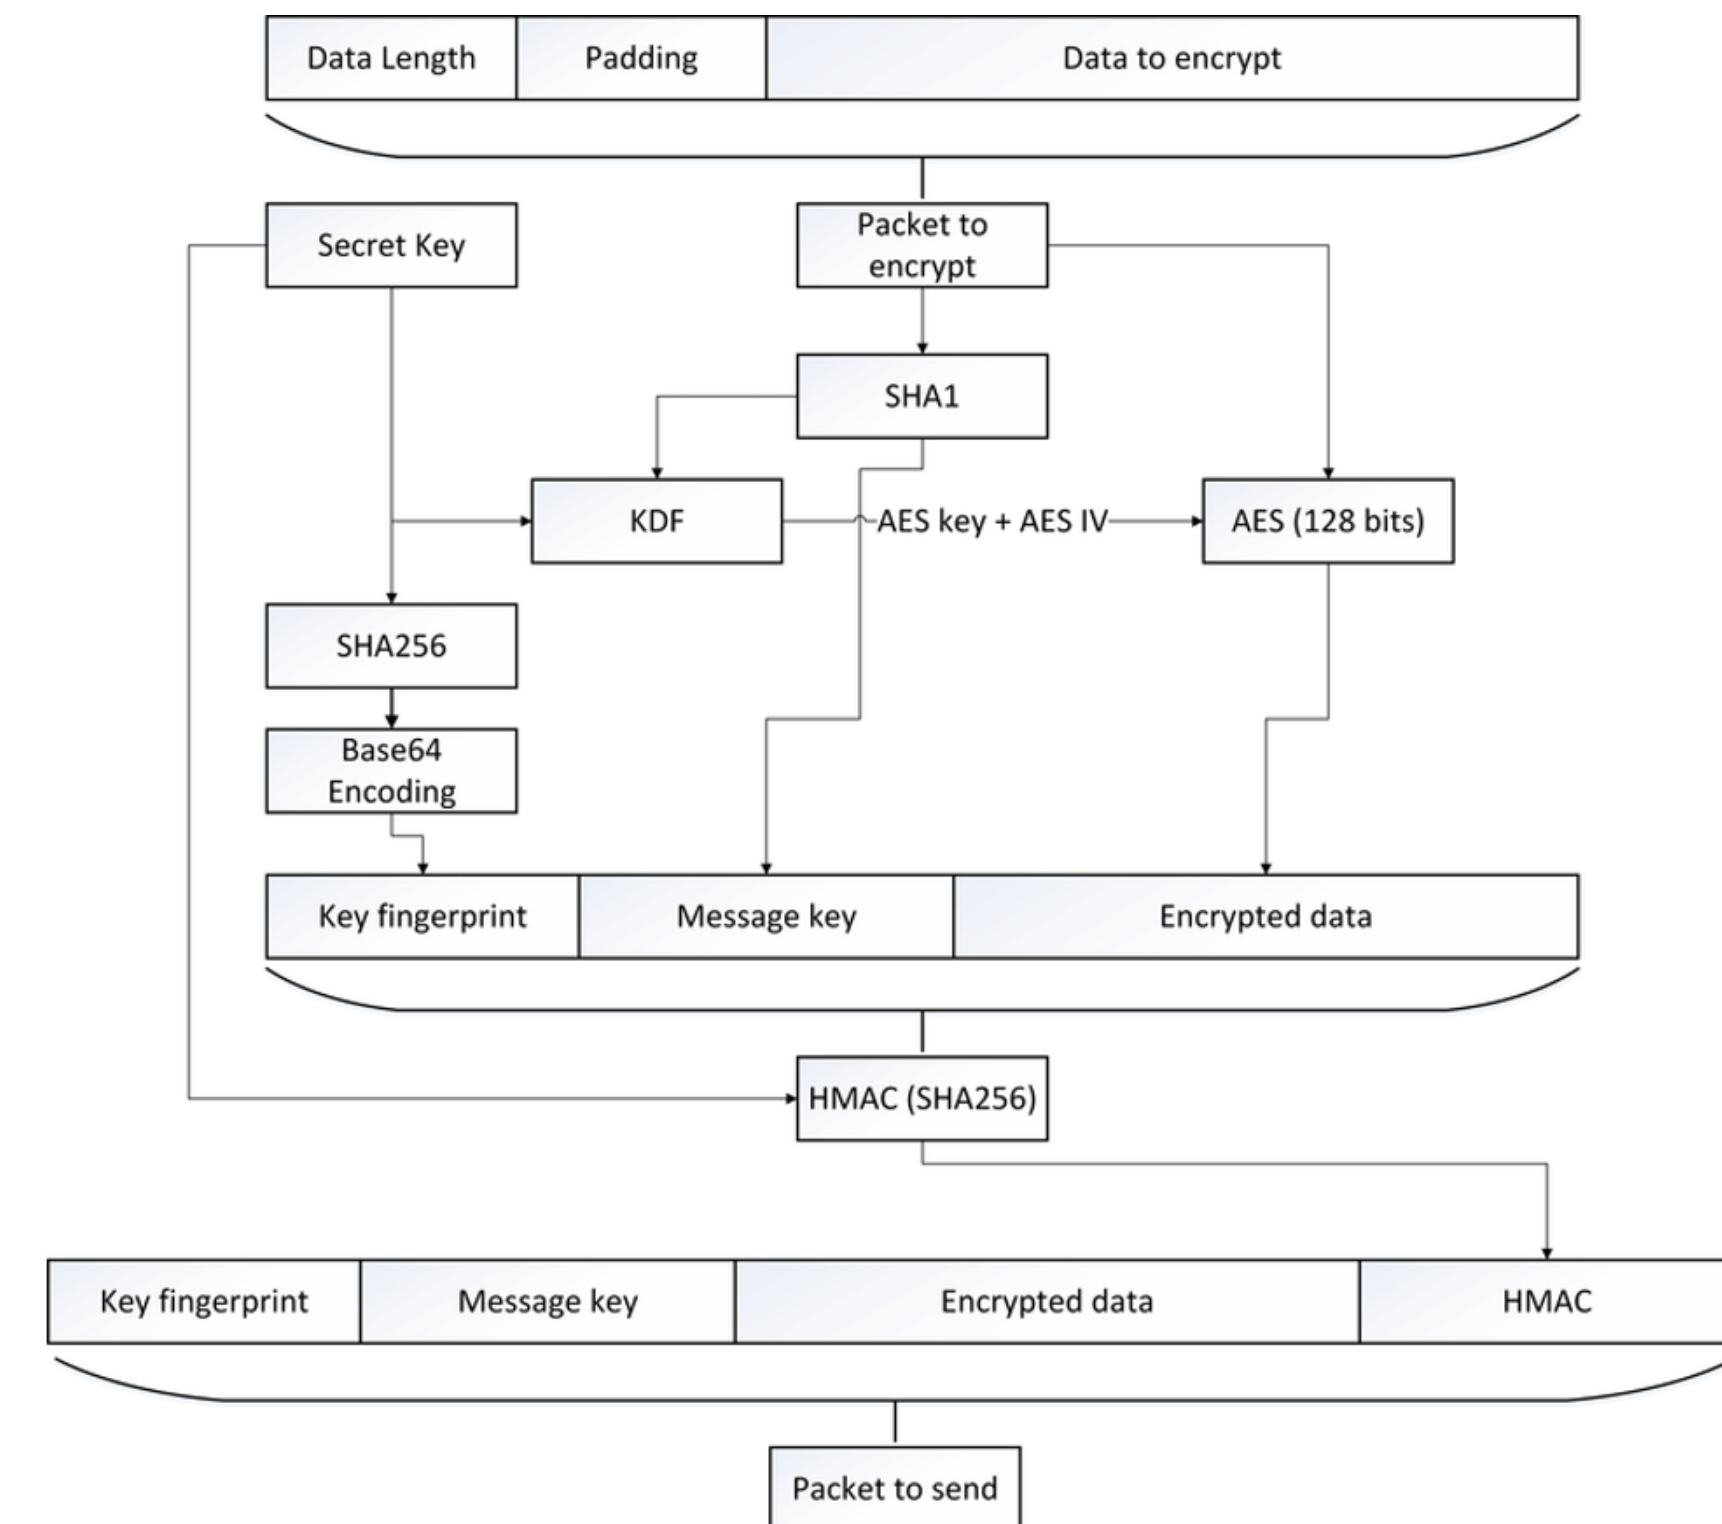 Data Length
Padding
Data to encrypt
Secret Key
Packet to
encrypt
SHA1
KDF
AES key + AES IV
AES (128 bits)
SHA256
Base64
Encoding
Key fingerprint
Message key
Encrypted data
HMAC (SHA256)
Key fingerprint
Message key
Encrypted data
HMAC
Packet to send